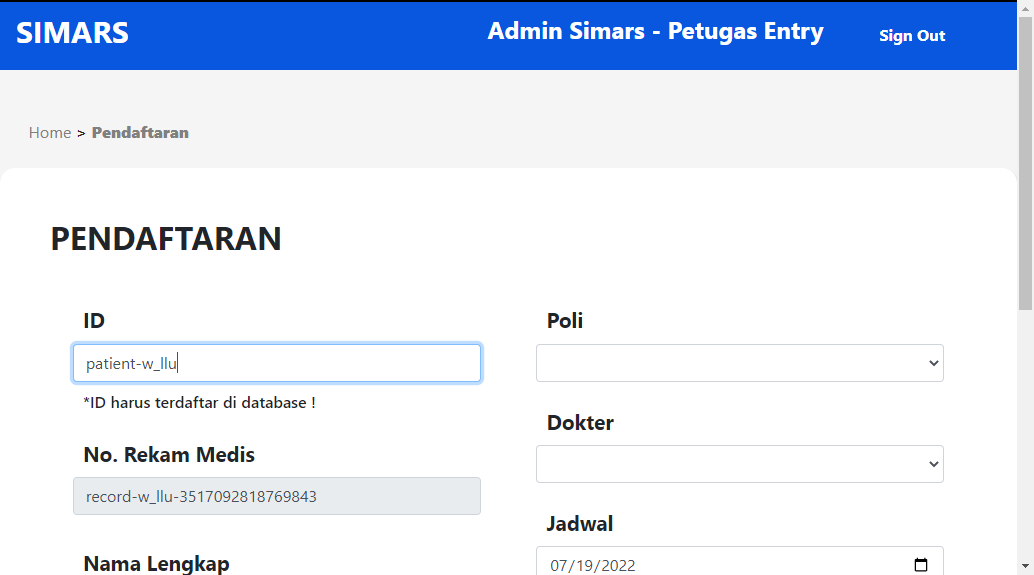 SIMARS
Admin Simars - Petugas Entry
Sign Out
Home > Pendaftaran
PENDAFTARAN
ID
patient-w_llu
*ID harus terdaftar di database !
No. Rekam Medis
record-w_llu-3517092818769843
Nama Lengkap
Poli
Dokter
Jadwal
07/19/2022